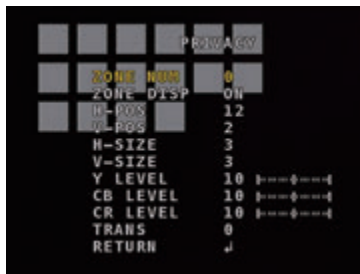 PRIVACY
ZONE NUM 0
ZONE DISP ON
H-POS 12
V-POS 2
H-SIZE 3
V-SIZE 3
Y LEVEL 10
CB LEVEL 10
CR LEVEL 10
TRANS 0
RETURN ↲